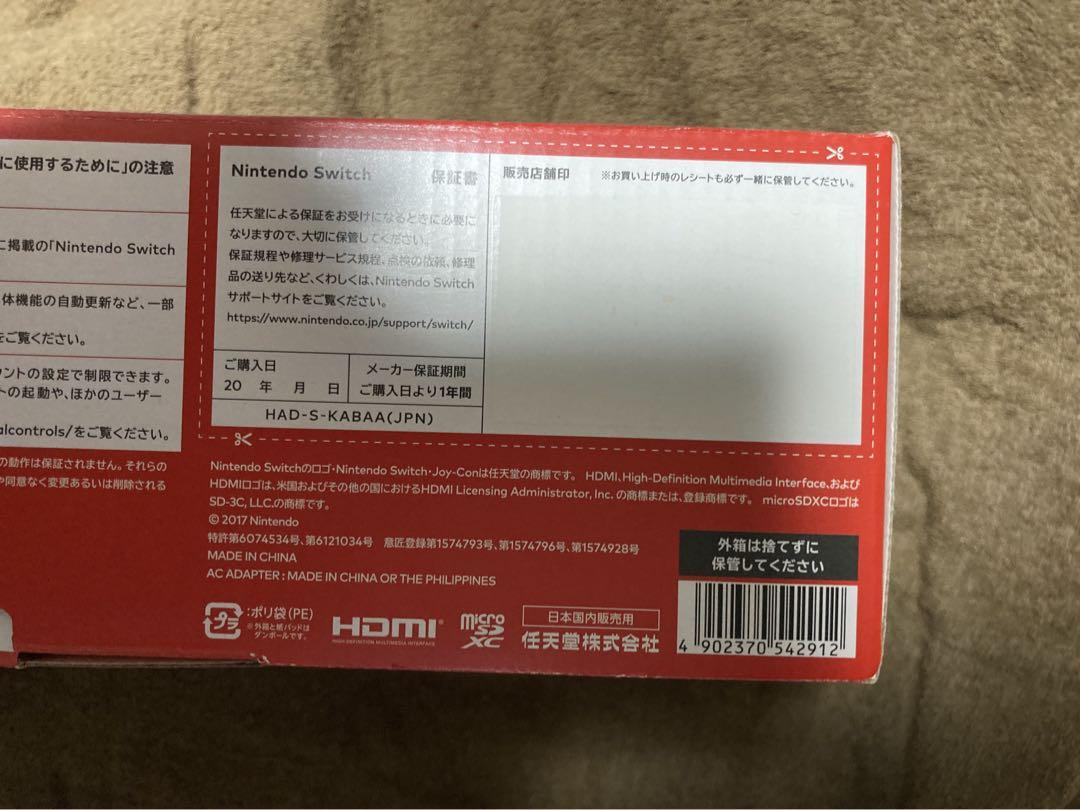 に使用するために」の注意
に掲載の「Nintendo Switch
体機能の自動更新など、一部
をご覧ください。
ントの設定で制限できます。
トの起動や、ほかのユーザー
alcontrols/をご覧ください。
の動作は保証されません。それらの
や同意なく変更あるいは削除される
Nintendo Switch 保証書
任天堂による保証をお受けになるときに必要に
なりますので、大切に保管してください。
保証規程や修理サービス規程、点検の依頼、修理
品の送り先など、くわしくは、Nintendo Switch
サポートサイトをご覧ください。
https://www.nintendo.co.jp/support/switch/
ご購入日
20 年 月 日
メーカー保証期間
ご購入日より1年間
HAD-S-KABAA(JPN)
販売店舗印 ※お買い上げ時のレシートも必ず一緒に保管してください。
Nintendo Switchのロゴ・Nintendo Switch・Joy-Conは任天堂の商標です。 HDMI、High-Definition Multimedia Interface、および
HDMIロゴは、米国およびその他の国におけるHDMI Licensing Administrator, Inc. の商標または、登録商標です。 microSDXCロゴは
SD-3C, LLC.の商標です。
© 2017 Nintendo
特許第6074534号、第6121034号 意匠登録第1574793号、第1574796号、第1574928号
MADE IN CHINA
AC ADAPTER : MADE IN CHINA OR THE PHILIPPINES
外箱は捨てずに
保管してください
プラ
:ポリ袋(PE)
※外箱と紙パッドは
ダンボールです。
HDMI
HIGH-DEFINITION MULTIMEDIA INTERFACE
micro
SD
XC
日本国内販売用
任天堂株式会社
4 902370 542912